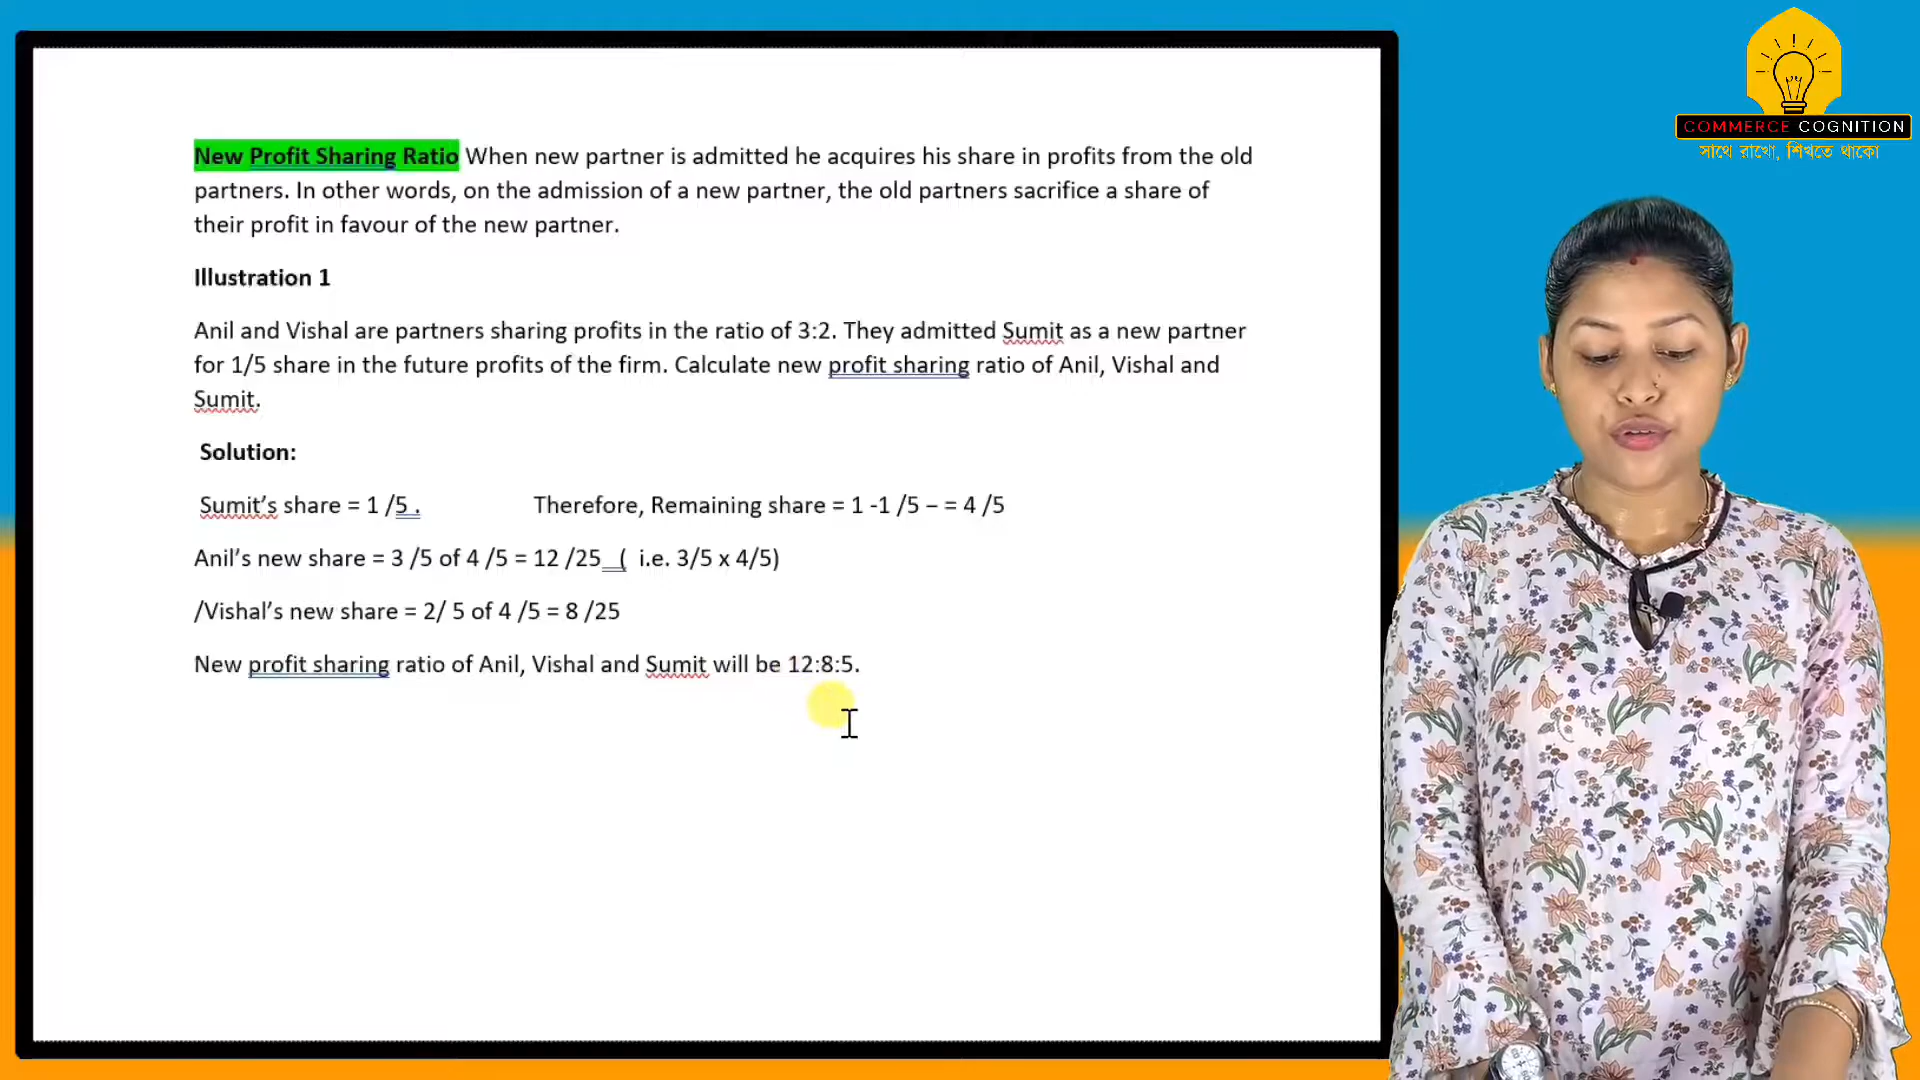 COMMERCE COGNITION
সাথে রাখো, শিখতে থাকো
New Profit Sharing Ratio When new partner is admitted he acquires his share in profits from the old
partners. In other words, on the admission of a new partner, the old partners sacrifice a share of
their profit in favour of the new partner.
Illustration 1
Anil and Vishal are partners sharing profits in the ratio of 3:2. They admitted Sumit as a new partner
for 1/5 share in the future profits of the firm. Calculate new profit sharing ratio of Anil, Vishal and
Sumit.
Solution:
Sumit’s share = 1 /5 . Therefore, Remaining share = 1 -1 /5 – = 4 /5
Anil’s new share = 3 /5 of 4 /5 = 12 /25 ( i.e. 3/5 x 4/5)
/Vishal’s new share = 2/ 5 of 4 /5 = 8 /25
New profit sharing ratio of Anil, Vishal and Sumit will be 12:8:5.